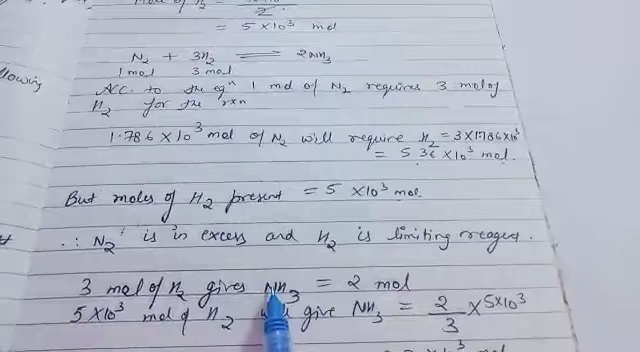 = 5 × 10³ mol
N₂ + 3H₂ ⇌ 2NH₃
1 mol 3 mol
llowing
Acc. to the eqⁿ 1 mol of N₂ requires 3 mol of
H₂ for the rxn
1.786 × 10³ mol of N₂ will require H₂ = 3 × 1.786 × 10³
= 5.36 × 10³ mol.
But moles of H₂ present = 5 × 10³ mol
∴ N₂ is in excess and H₂ is limiting reagent.
3 mol of H₂ gives NH₃ = 2 mol
5 × 10³ mol of H₂ give NH₃ = 2/3 × 5 × 10³